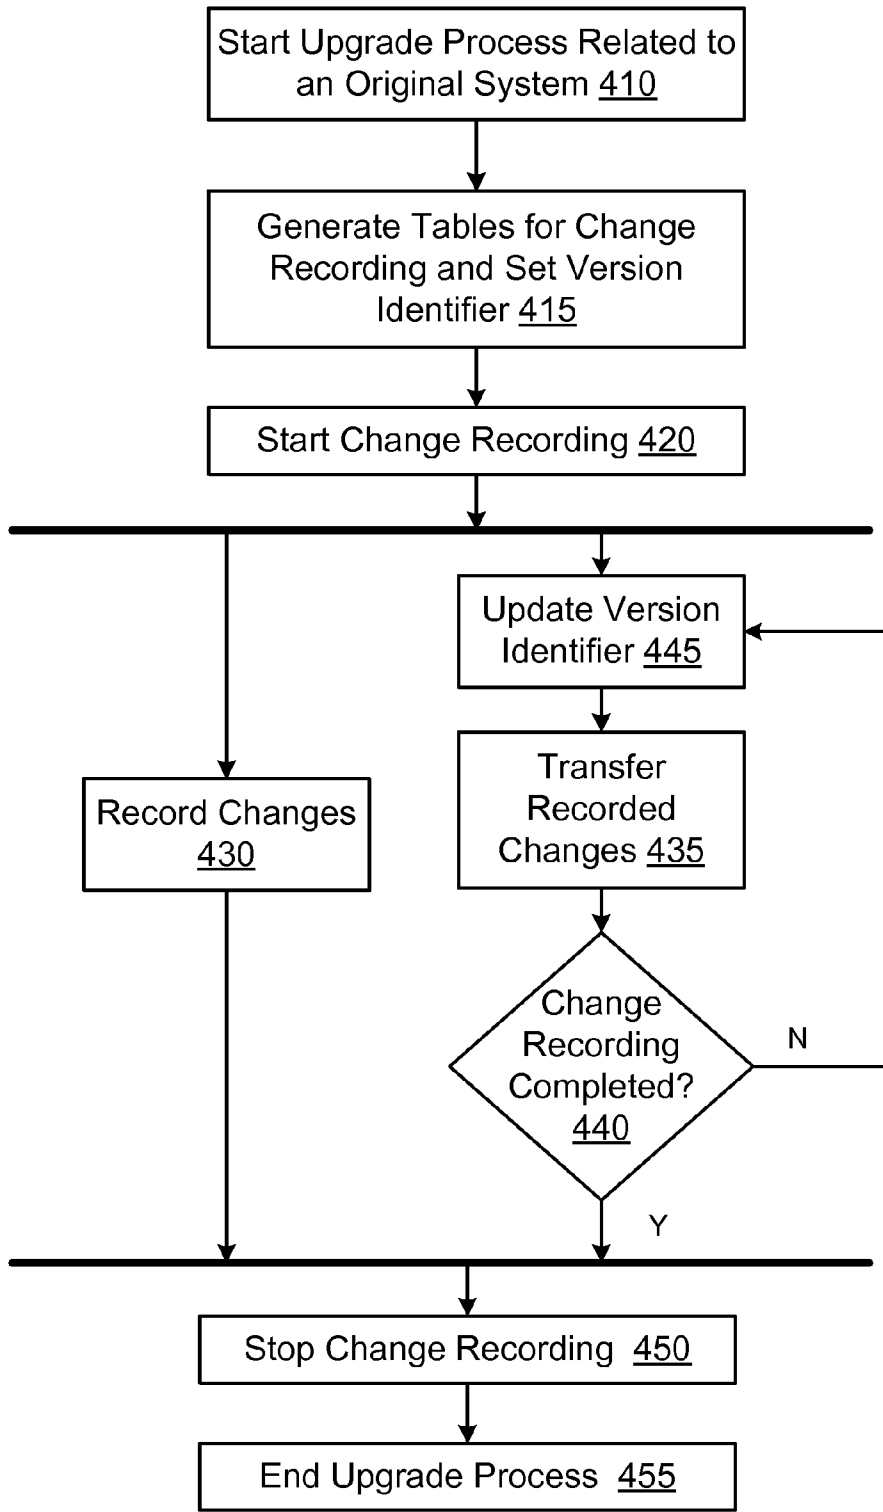 Start Upgrade Process Related to
an Original System 410
Generate Tables for Change
Recording and Set Version
Identifier 415
Start Change Recording 420
Update Version
Identifier 445
Transfer
Recorded
Changes 435
Record Changes
430
Change
Recording
Completed?
440
N
Y
Stop Change Recording 450
End Upgrade Process 455